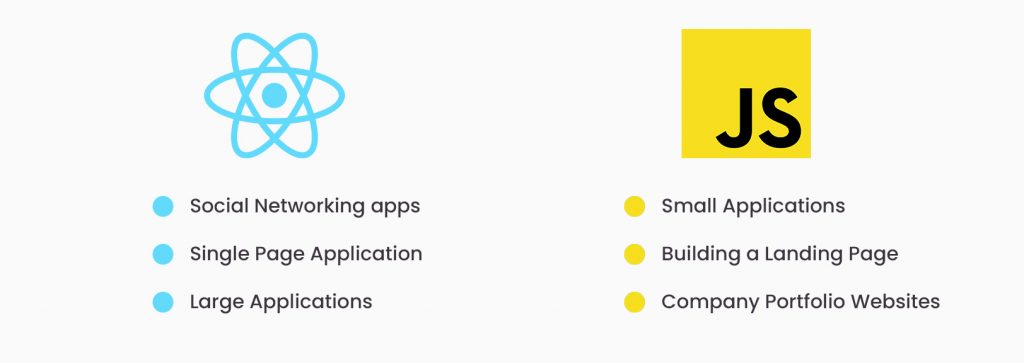 JS
Social Networking apps
Single Page Application
Large Applications
Small Applications
Building a Landing Page
Company Portfolio Websites